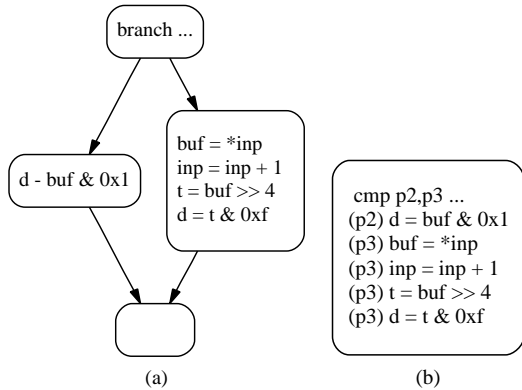 branch ...
d - buf & 0x1
buf = *inp
inp = inp + 1
t = buf >> 4
d = t & 0xf
(a)
cmp p2,p3 ...
(p2) d = buf & 0x1
(p3) buf = *inp
(p3) inp = inp + 1
(p3) t = buf >> 4
(p3) d = t & 0xf
(b)